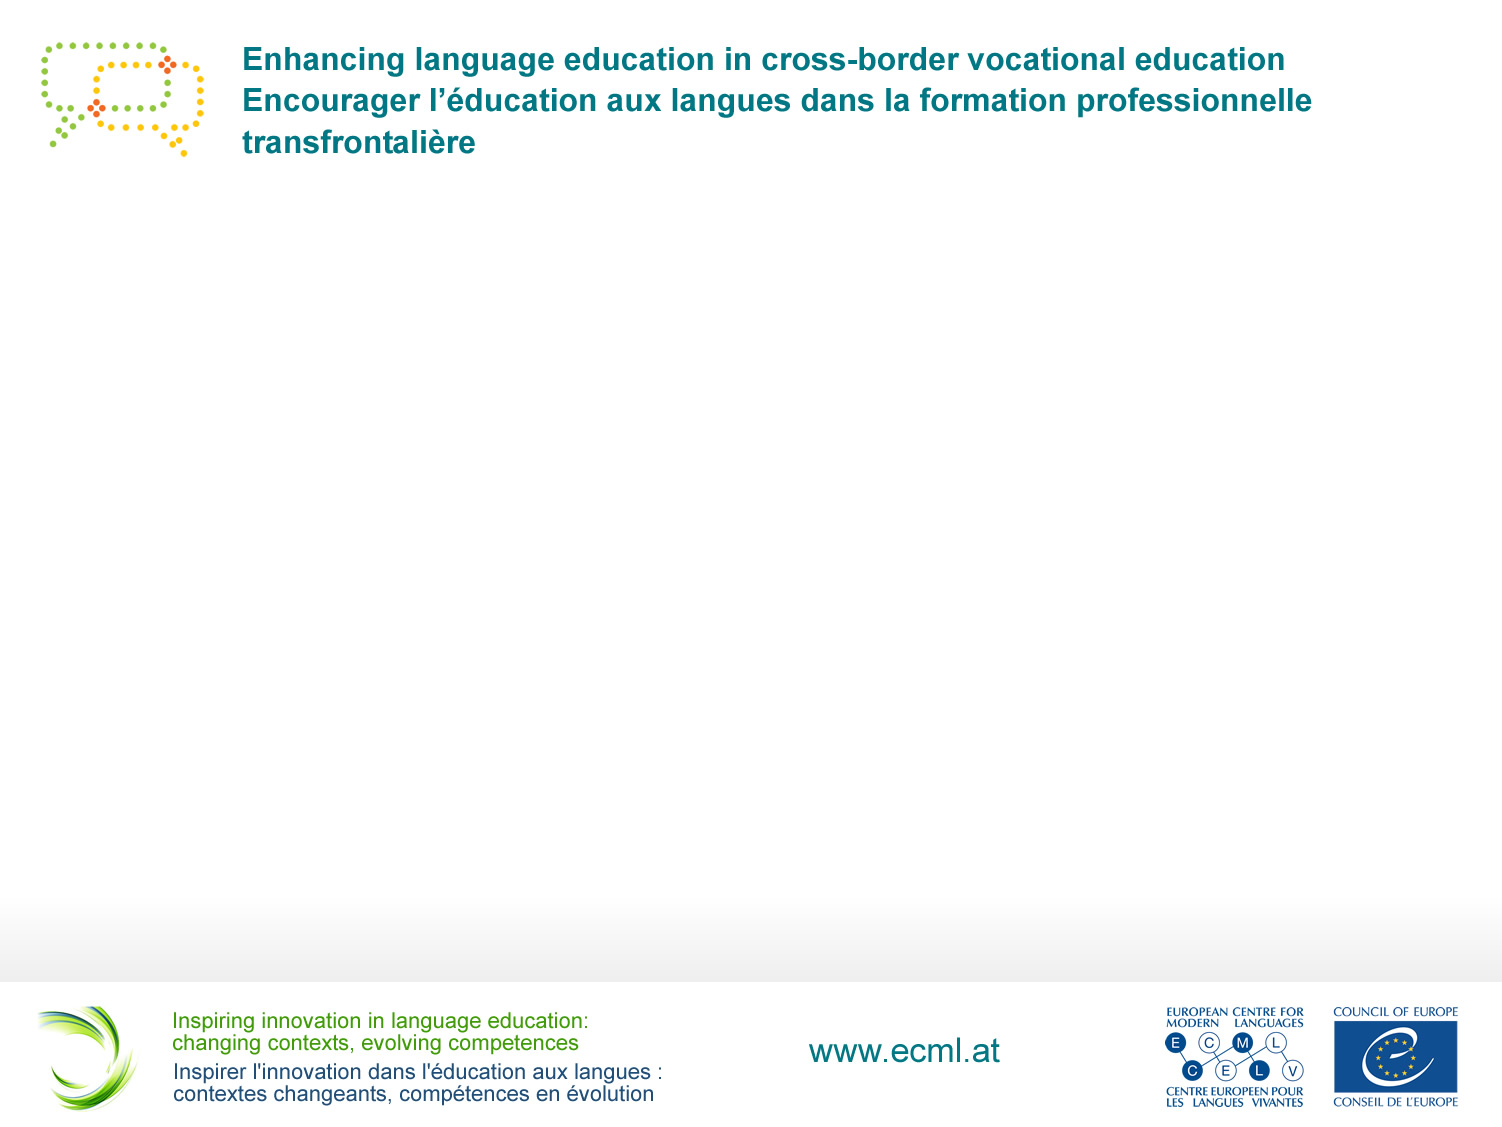 Enhancing language education in cross-border vocational education
Encourager l’éducation aux langues dans la formation professionnelle
transfrontalière
Inspiring innovation in language education:
changing contexts, evolving competences
Inspirer l'innovation dans l'éducation aux langues :
contextes changeants, compétences en évolution
www.ecml.at
EUROPEAN CENTRE FOR
MODERN LANGUAGES
E C M L
C E L V
CENTRE EUROPEEN POUR
LES LANGUES VIVANTES
COUNCIL OF EUROPE
CONSEIL DE L'EUROPE